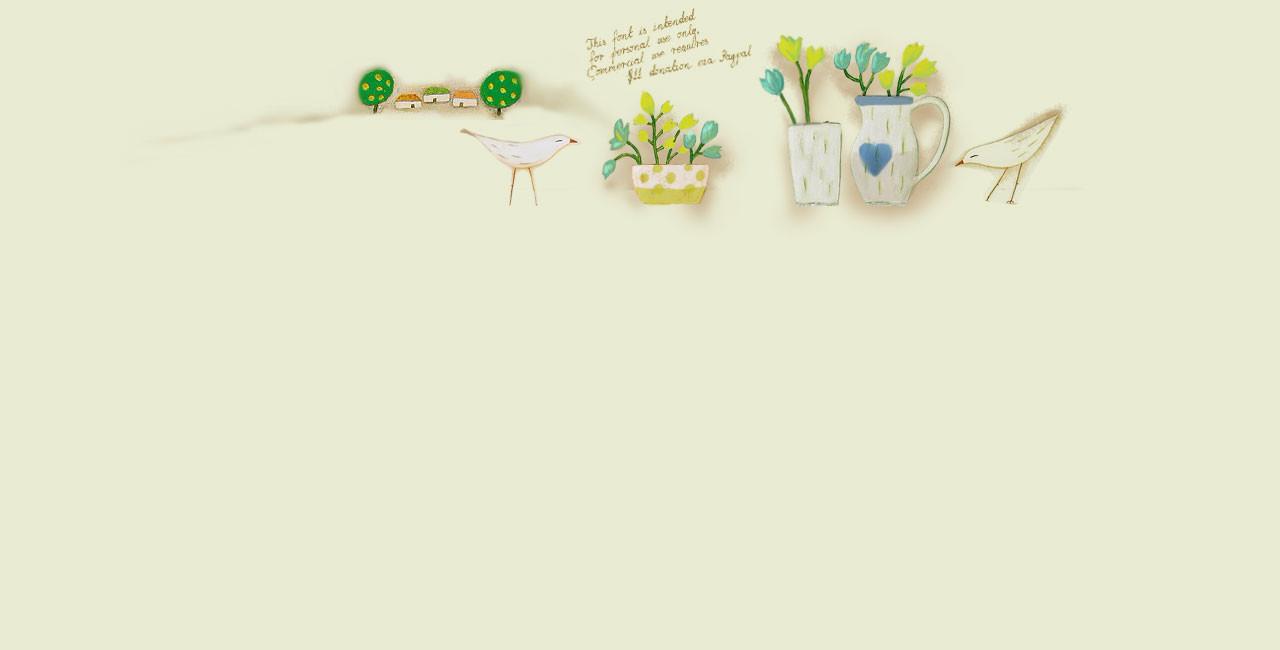 This font is intended
for personal use only.
Commercial use requires
$11 donation via Paypal